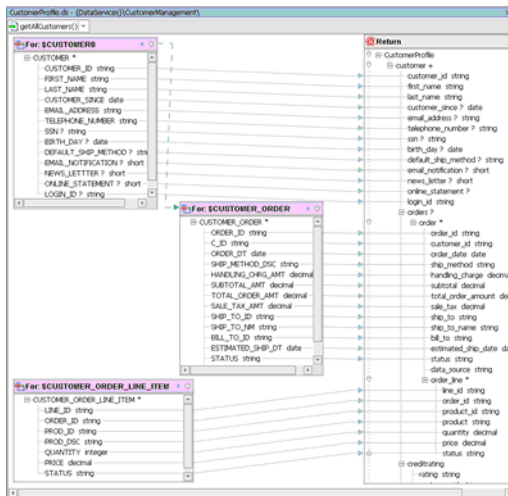 CustomerProfile.ds - {DataServices}\CustomerManagement\
getAllCustomers()
For: $CUSTOMER0
CUSTOMER *
CUSTOMER_ID string
FIRST_NAME string
LAST_NAME string
CUSTOMER_SINCE date
EMAIL_ADDRESS string
TELEPHONE_NUMBER string
SSN ? string
BIRTH_DAY ? date
DEFAULT_SHIP_METHOD ? stri
EMAIL_NOTIFICATION ? short
NEWS_LETTTER ? short
ONLINE_STATEMENT ? short
LOGIN_ID ? string
For: $CUSTOMER_ORDER
CUSTOMER_ORDER *
ORDER_ID string
C_ID string
ORDER_DT date
SHIP_METHOD_DSC string
HANDLING_CHRG_AMT decimal
SUBTOTAL_AMT decimal
TOTAL_ORDER_AMT decimal
SALE_TAX_AMT decimal
SHIP_TO_ID string
SHIP_TO_NM string
BILL_TO_ID string
ESTIMATED_SHIP_DT date
STATUS string
For: $CUSTOMER_ORDER_LINE_ITEM
CUSTOMER_ORDER_LINE_ITEM *
LINE_ID string
ORDER_ID string
PROD_ID string
PROD_DSC string
QUANTITY integer
PRICE decimal
STATUS string
Return
CustomerProfile
customer +
customer_id string
first_name string
last_name string
customer_since ? date
email_address ? string
telephone_number ? string
ssn ? string
birth_day ? date
default_ship_method ? string
email_notification ? short
news_letter ? short
online_statement ?
login_id string
orders ?
order *
order_id string
customer_id string
order_date date
ship_method string
handling_charge decima
subtotal decimal
total_order_amount de
sale_tax decimal
ship_to string
ship_to_name string
bill_to string
estimated_ship_date da
status string
data_source string
order_line *
line_id string
order_id string
product_id string
product string
quantity decimal
price decimal
status string
creditrating
rating string